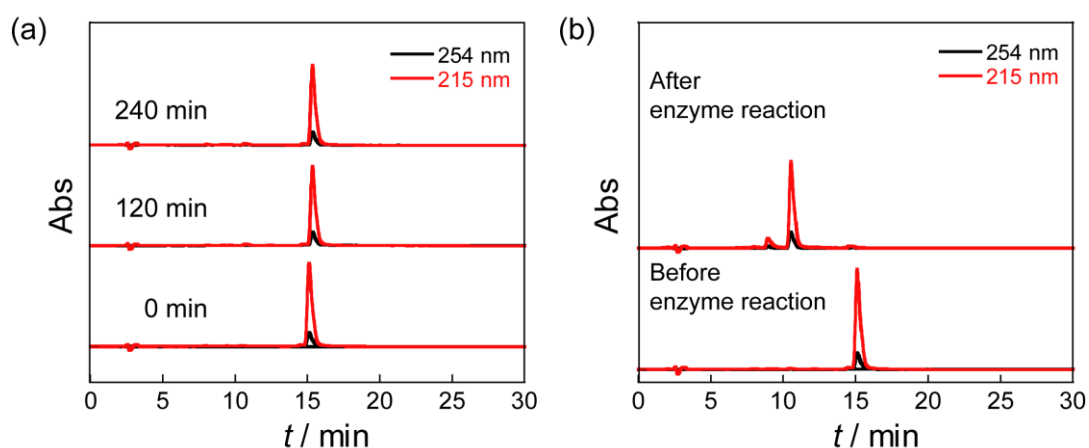 (a)
254 nm
215 nm
240 min
120 min
0 min
Abs
0 5 10 15 20 25 30
t / min
(b)
254 nm
215 nm
After
enzyme reaction
Before
enzyme reaction
Abs
0 5 10 15 20 25 30
t / min